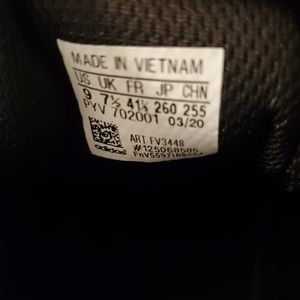 MADE IN VIETNAM
US UK FR JP CHN
9 7½ 41⅓ 260 255
PYV 702001 03/20
ART FV3448
#125068585
adidas